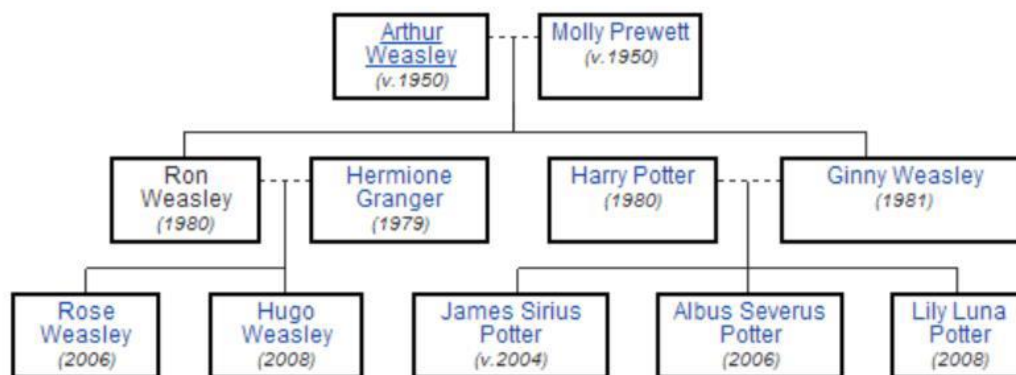 Arthur
Weasley
(v.1950)
Molly Prewett
(v.1950)
Ron
Weasley
(1980)
Hermione
Granger
(1979)
Harry Potter
(1980)
Ginny Weasley
(1981)
Rose
Weasley
(2006)
Hugo
Weasley
(2008)
James Sirius
Potter
(v.2004)
Albus Severus
Potter
(2006)
Lily Luna
Potter
(2008)